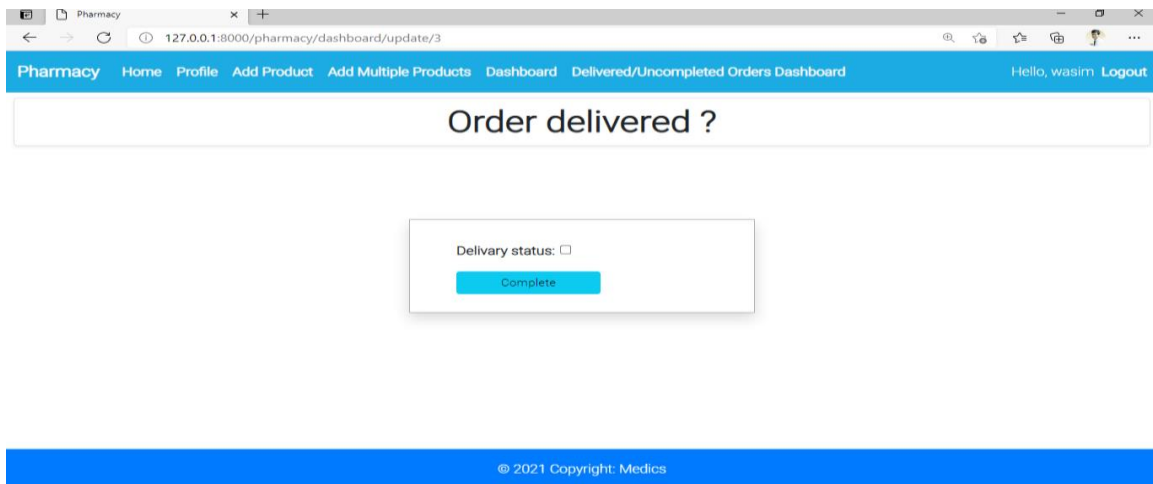 Pharmacy
127.0.0.1:8000/pharmacy/dashboard/update/3
Pharmacy Home Profile Add Product Add Multiple Products Dashboard Delivered/Uncompleted Orders Dashboard Hello, wasim Logout
Order delivered ?
Delivary status:
Complete
© 2021 Copyright: Medics